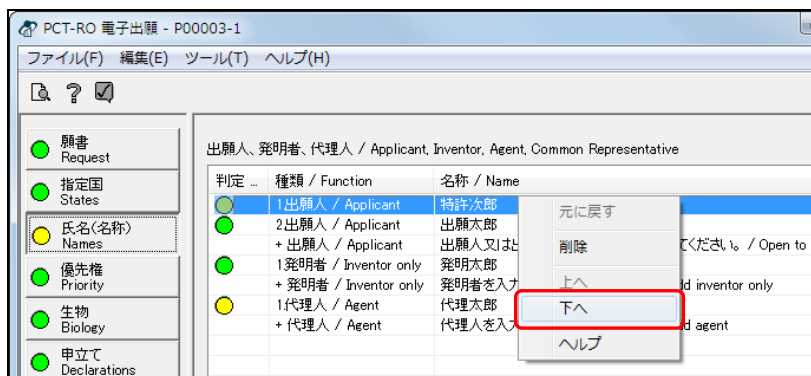 PCT-RO 電子出願 - P00003-1
ファイル(F) 編集(E) ツール(T) ヘルプ(H)
願書
Request
指定国
States
氏名(名称)
Names
優先権
Priority
生物
Biology
申立て
Declarations
出願人、発明者、代理人 / Applicant, Inventor, Agent, Common Representative
判定 ... 種類 / Function 名称 / Name
1出願人 / Applicant 特許次郎
2出願人 / Applicant 出願太郎
+ 出願人 / Applicant 出願人又は出 てください。 / Open to
1発明者 / Inventor only 発明太郎
+ 発明者 / Inventor only 発明者を入力 inventor only
1代理人 / Agent 代理太郎
+ 代理人 / Agent 代理人を入力 agent
元に戻す
削除
上へ
下へ
ヘルプ